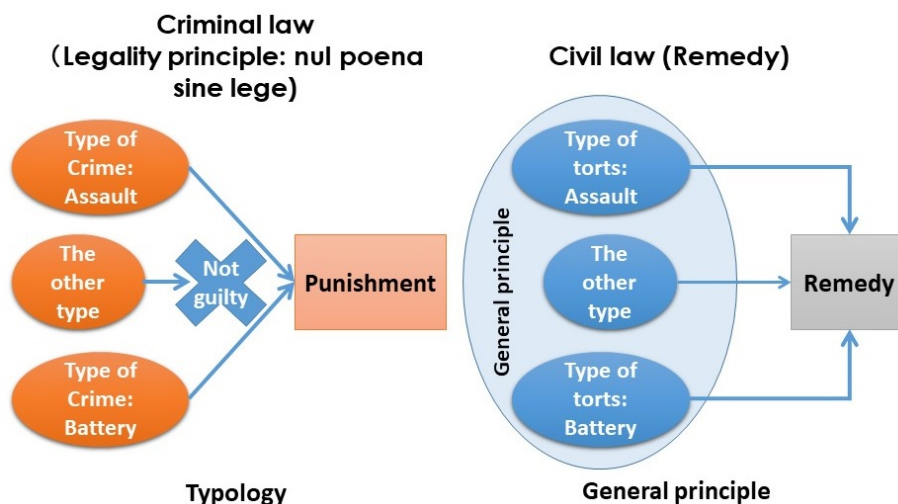 Criminal law
(Legality principle: nul poena
sine lege)
Type of
Crime:
Assault
The
other
type
Not
guilty
Type of
Crime:
Battery
Punishment
Typology
Civil law (Remedy)
General principle
Type of
torts:
Assault
The
other
type
Type of
torts:
Battery
Remedy
General principle